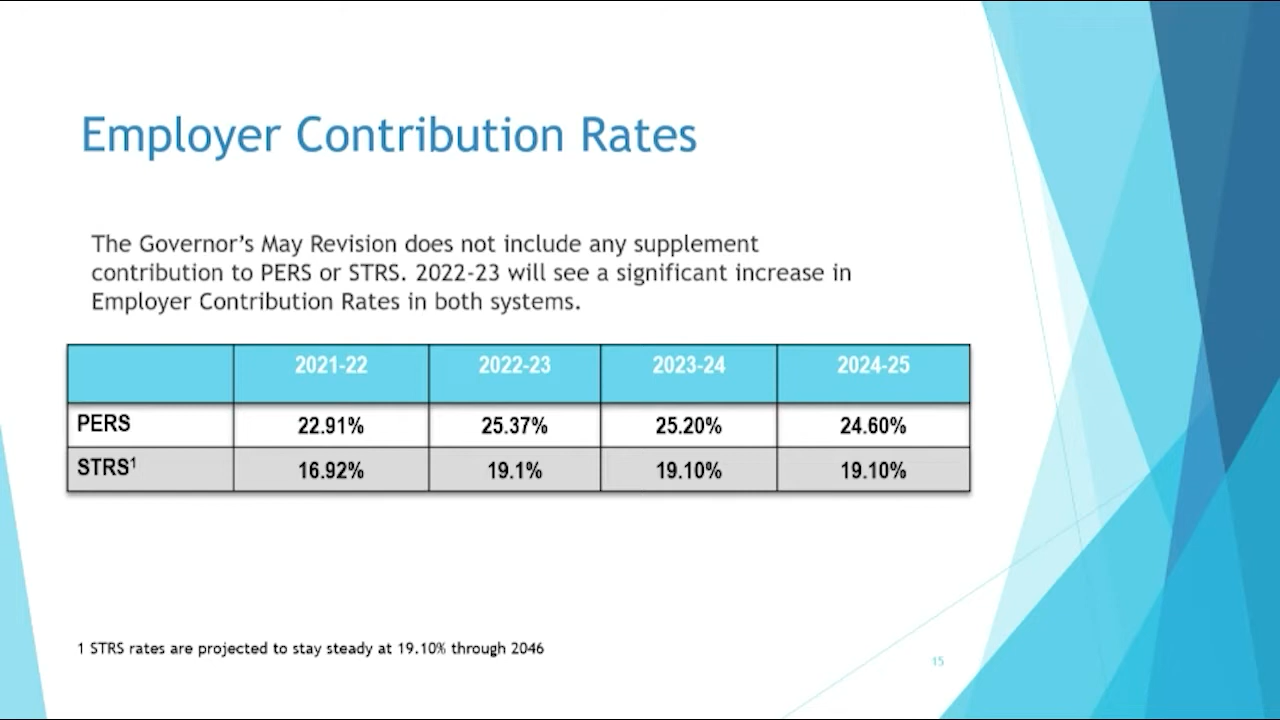 Employer Contribution Rates
The Governor’s May Revision does not include any supplement
contribution to PERS or STRS. 2022-23 will see a significant increase in
Employer Contribution Rates in both systems.
2021-22 2022-23 2023-24 2024-25
PERS 22.91% 25.37% 25.20% 24.60%
STRS¹ 16.92% 19.1% 19.10% 19.10%
1 STRS rates are projected to stay steady at 19.10% through 2046
15